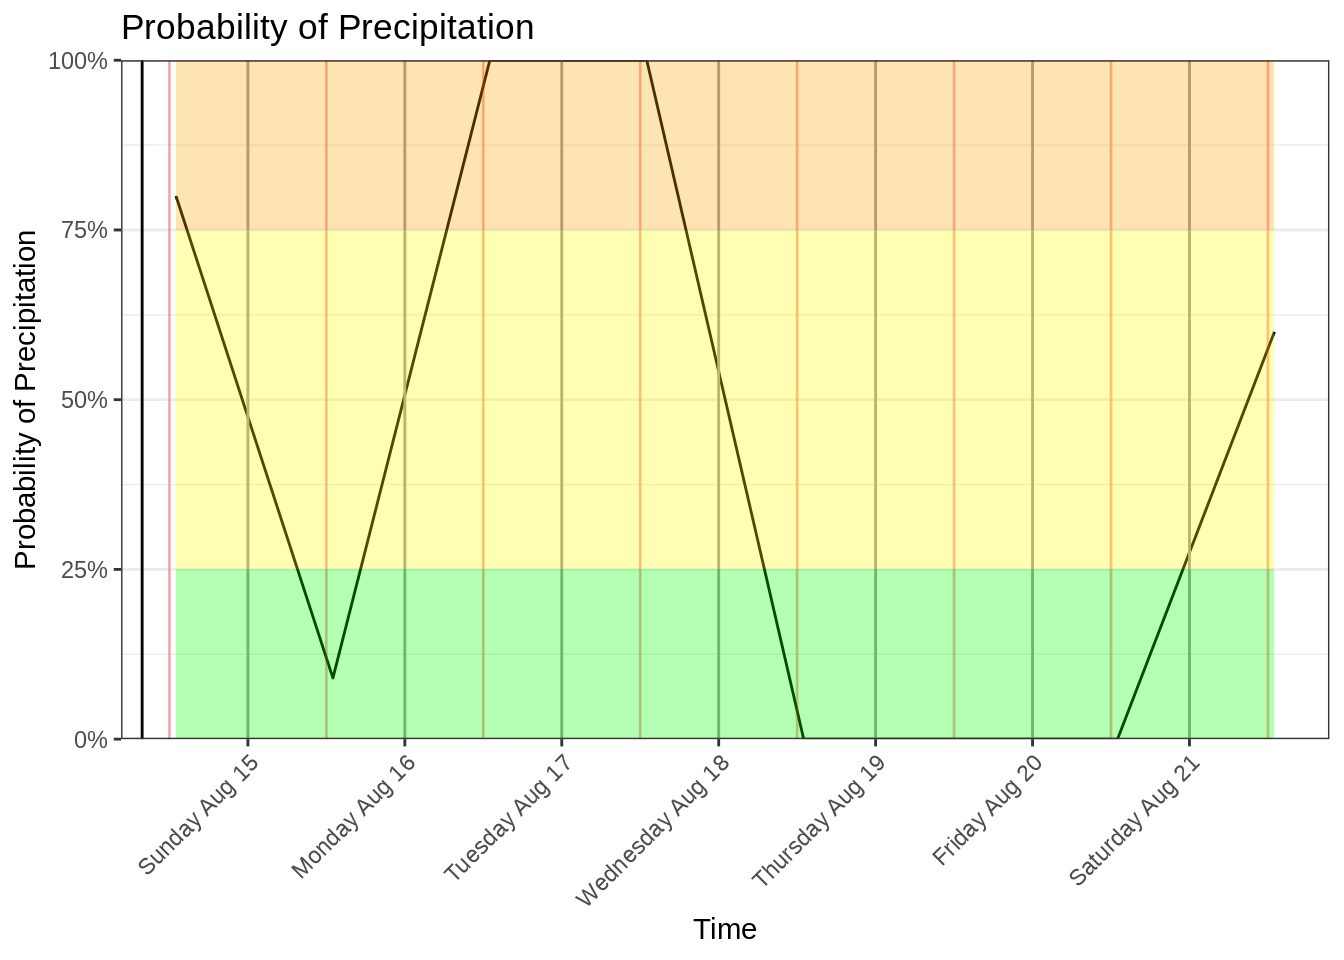 Probability of Precipitation
Probability of Precipitation
100%
75%
50%
25%
0%
Sunday Aug 15
Monday Aug 16
Tuesday Aug 17
Wednesday Aug 18
Thursday Aug 19
Friday Aug 20
Saturday Aug 21
Time